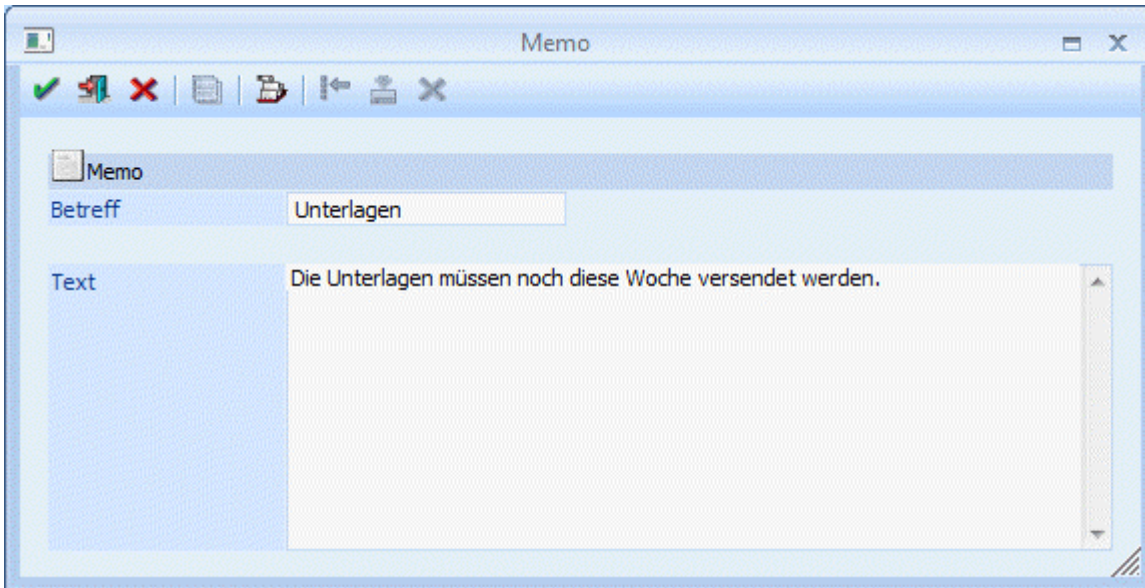 Memo
Memo
Betreff Unterlagen
Text Die Unterlagen müssen noch diese Woche versendet werden.